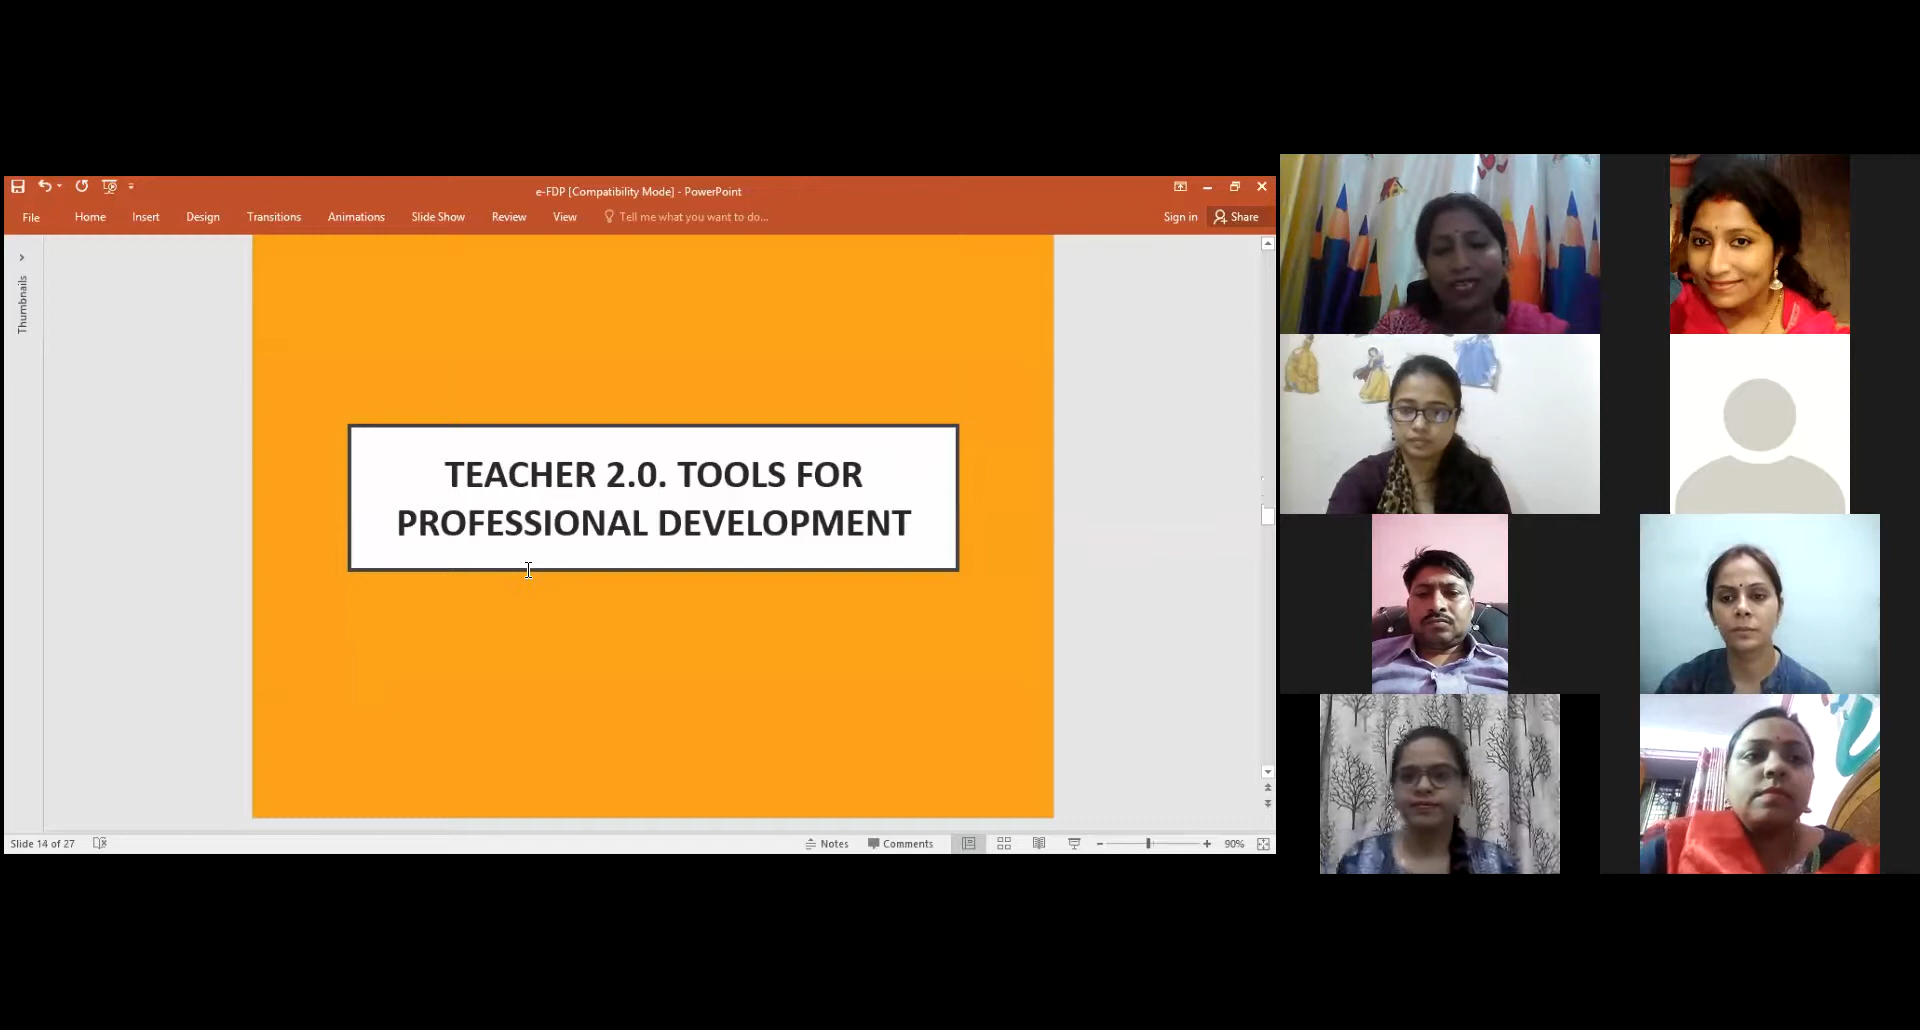 e-FDP [Compatibility Mode] - PowerPoint
File Home Insert Design Transitions Animations Slide Show Review View Tell me what you want to do... Sign in Share
Thumbnails
TEACHER 2.0. TOOLS FOR
PROFESSIONAL DEVELOPMENT
Slide 14 of 27 Notes Comments 90%